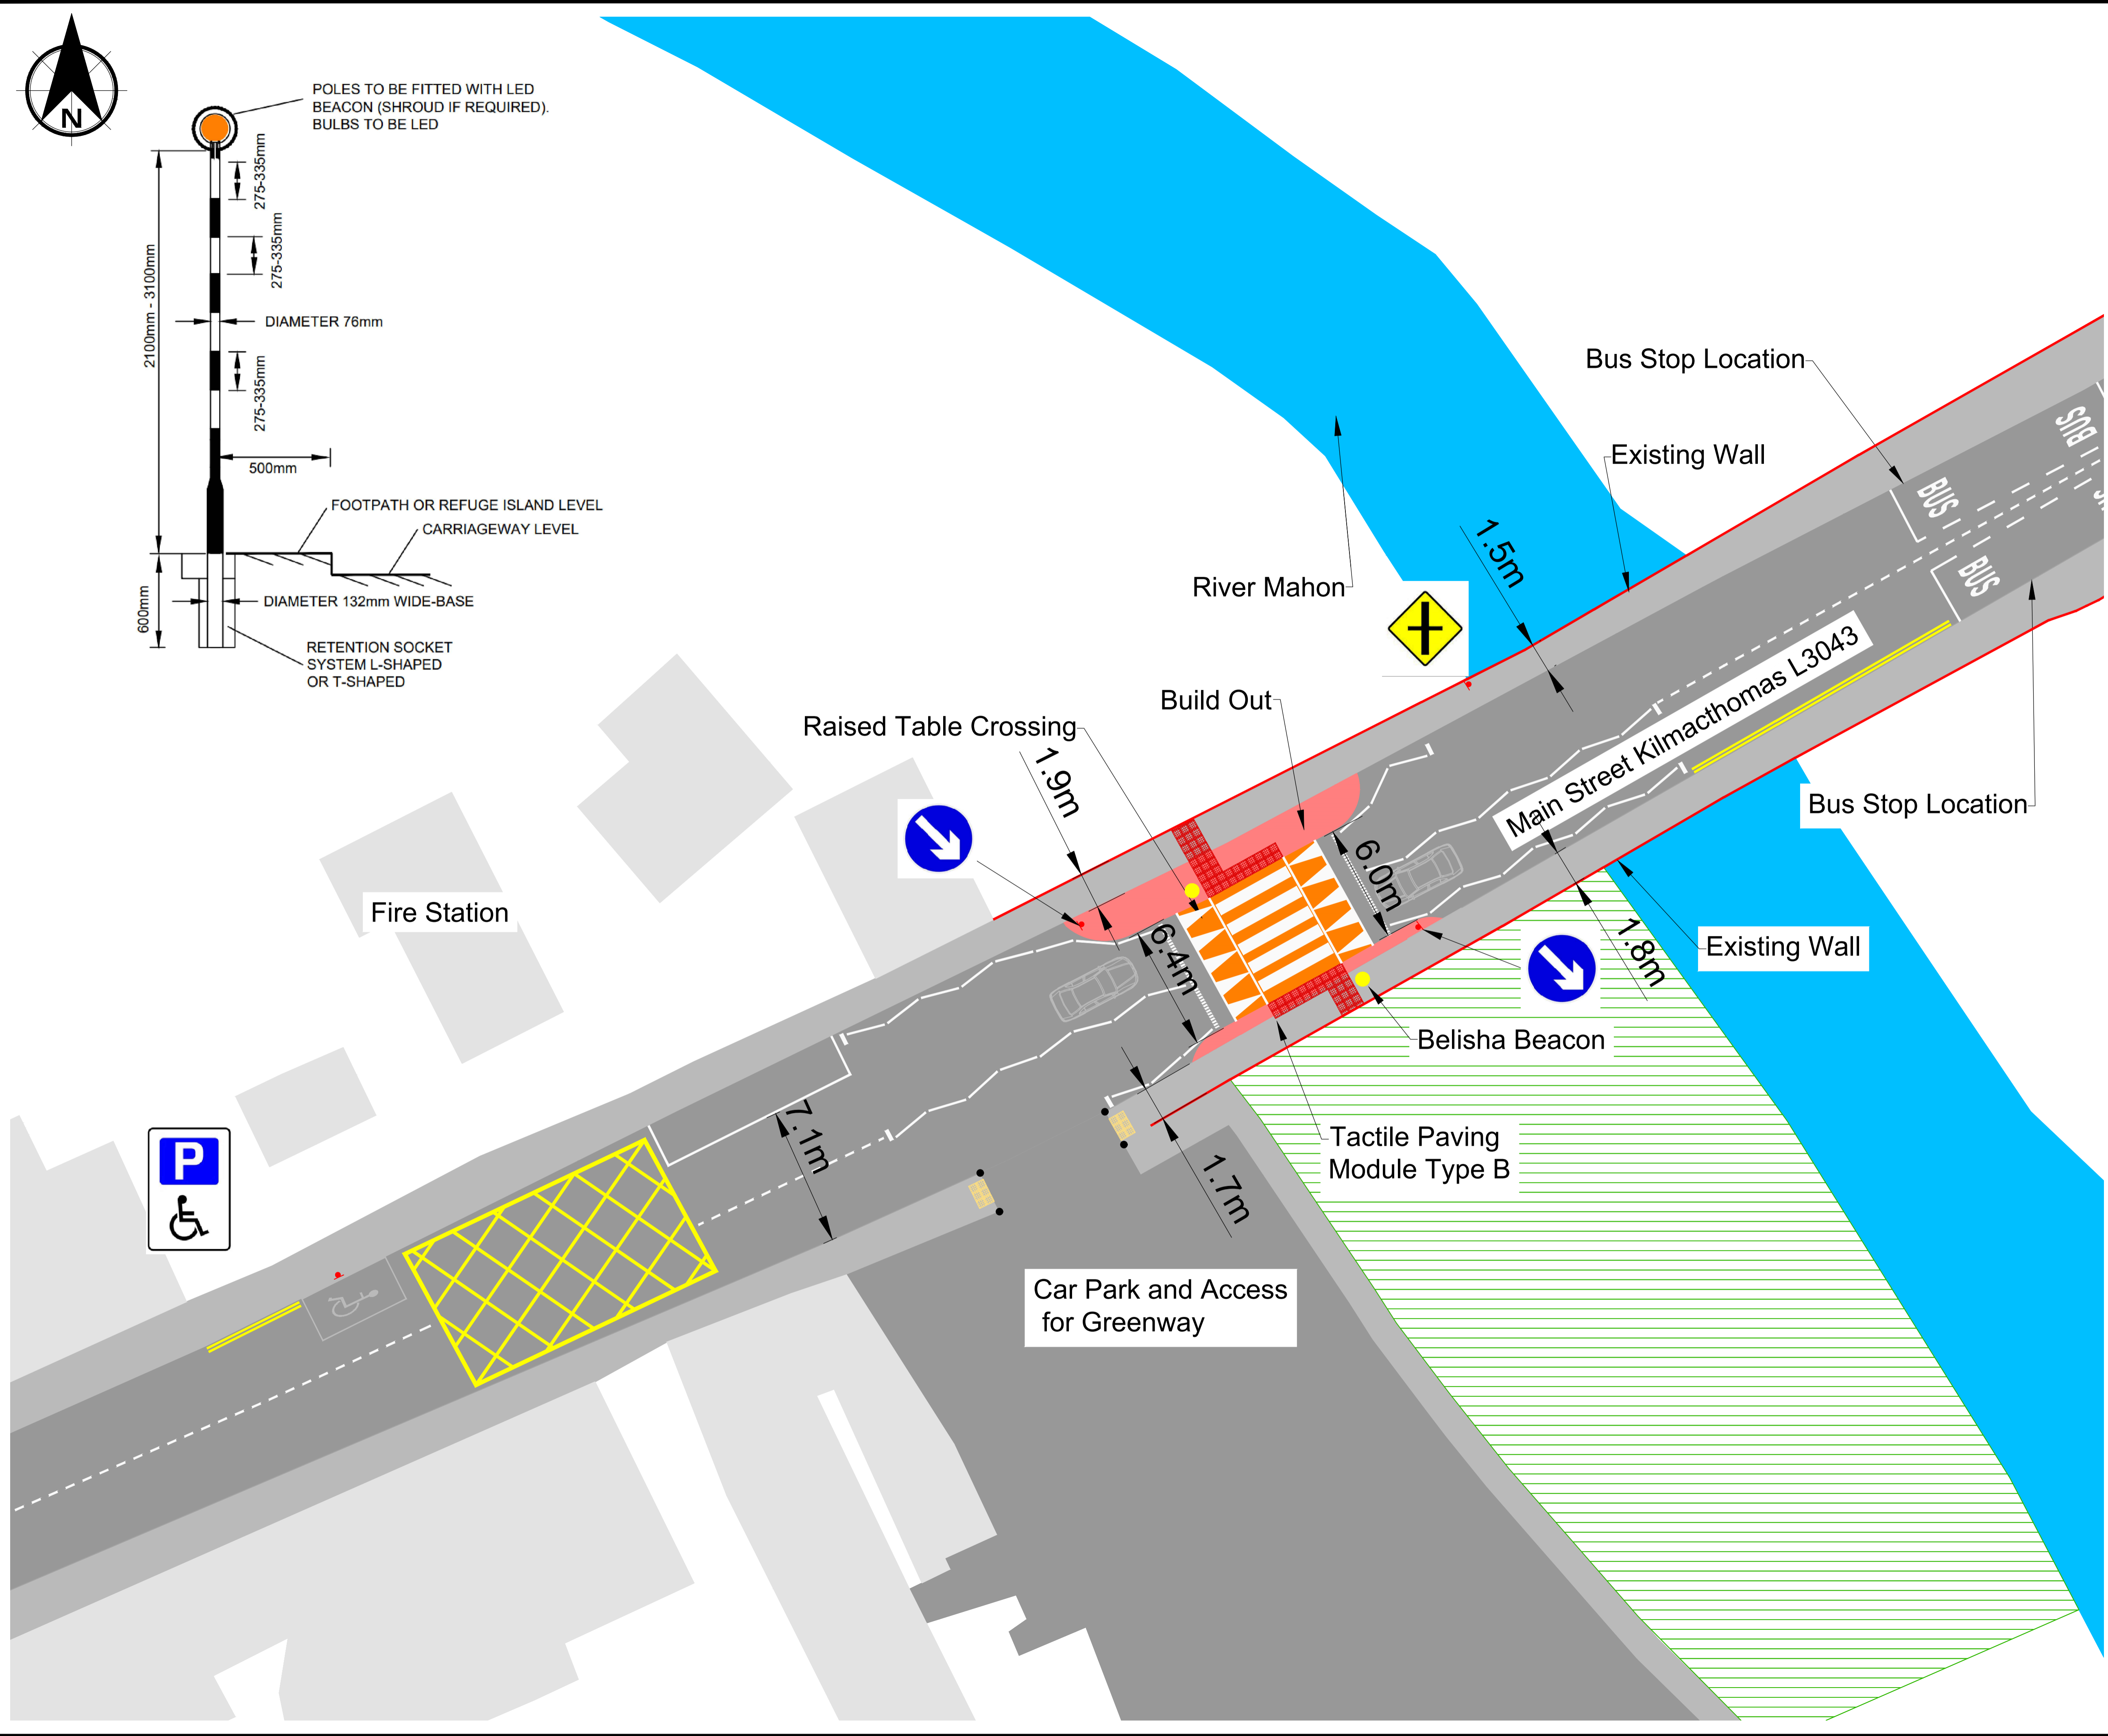 N
POLES TO BE FITTED WITH LED
BEACON (SHROUD IF REQUIRED).
BULBS TO BE LED
275-335mm
275-335mm
2100mm - 3100mm
DIAMETER 76mm
275-335mm
500mm
FOOTPATH OR REFUGE ISLAND LEVEL
CARRIAGEWAY LEVEL
600mm
DIAMETER 132mm WIDE-BASE
RETENTION SOCKET
SYSTEM L-SHAPED
OR T-SHAPED
Bus Stop Location
Existing Wall
BUS
BUS
BUS
1.5m
River Mahon
Main Street Kilmacthomas L3043
Build Out
Raised Table Crossing
1.9m
Bus Stop Location
6.0m
Fire Station
6.4m
1.8m
Existing Wall
Belisha Beacon
7.1m
Tactile Paving
Module Type B
P
1.7m
Car Park and Access
for Greenway